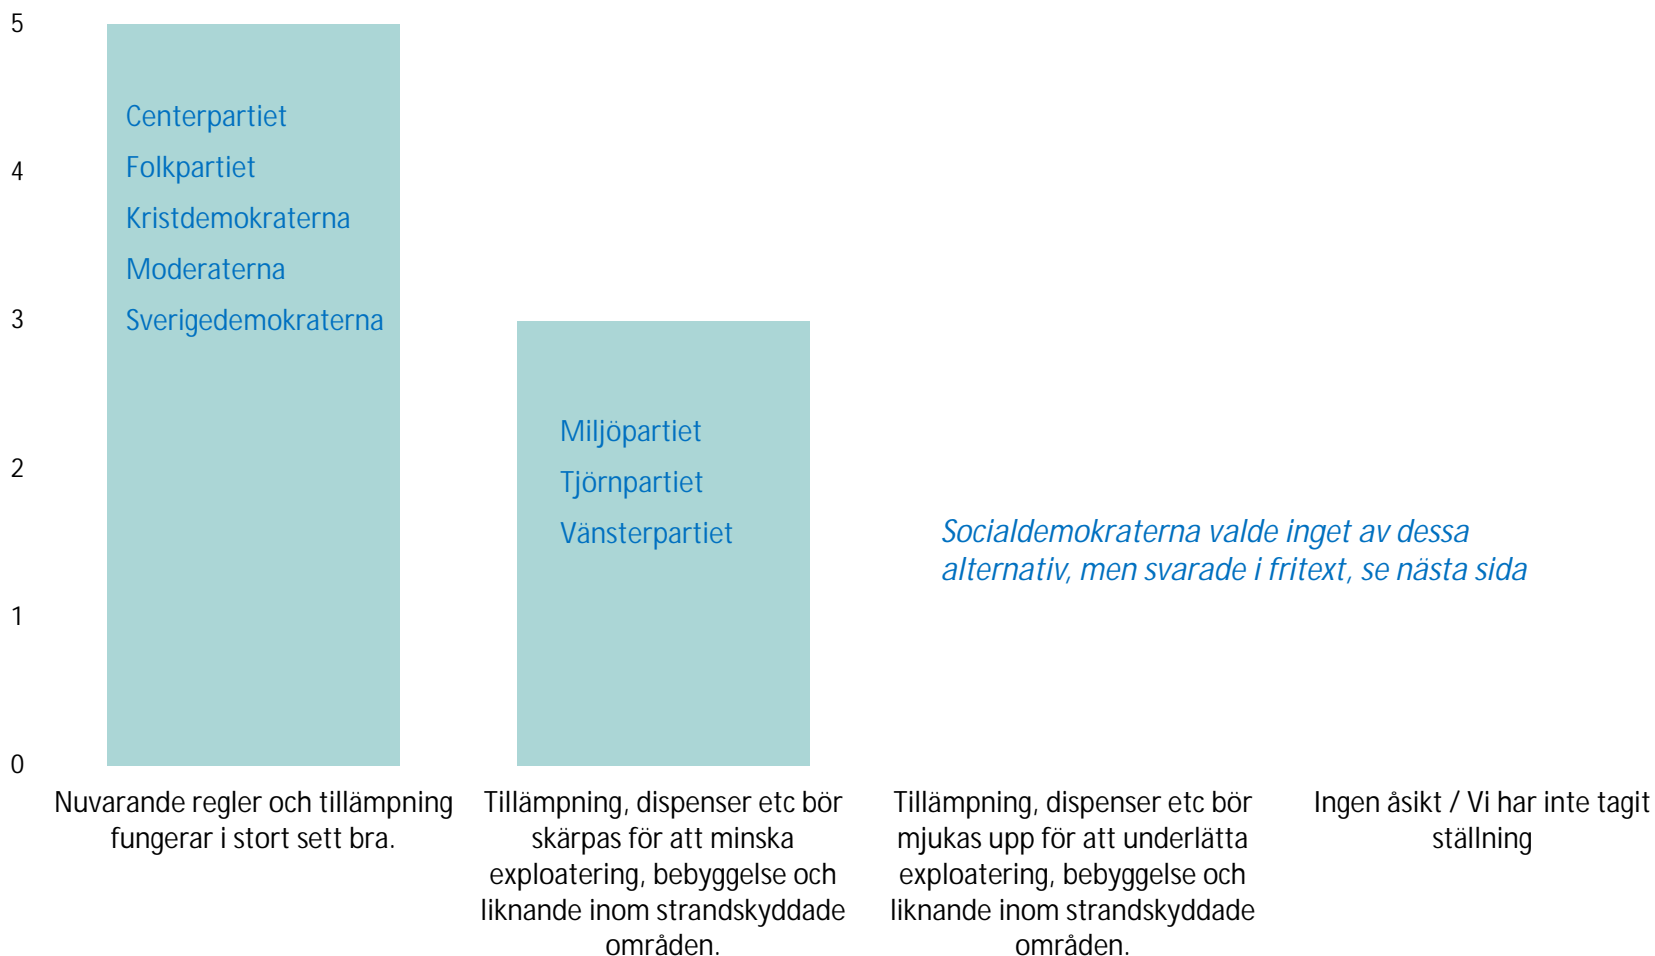 5
4
3
2
1
0
Centerpartiet
Folkpartiet
Kristdemokraterna
Moderaterna
Sverigedemokraterna
Miljöpartiet
Tjörnpartiet
Vänsterpartiet
Socialdemokraterna valde inget av dessa
alternativ, men svarade i fritext, se nästa sida
Nuvarande regler och tillämpning
fungerar i stort sett bra.
Tillämpning, dispenser etc bör
skärpas för att minska
exploatering, bebyggelse och
liknande inom strandskyddade
områden.
Tillämpning, dispenser etc bör
mjukas upp för att underlätta
exploatering, bebyggelse och
liknande inom strandskyddade
områden.
Ingen åsikt / Vi har inte tagit
ställning